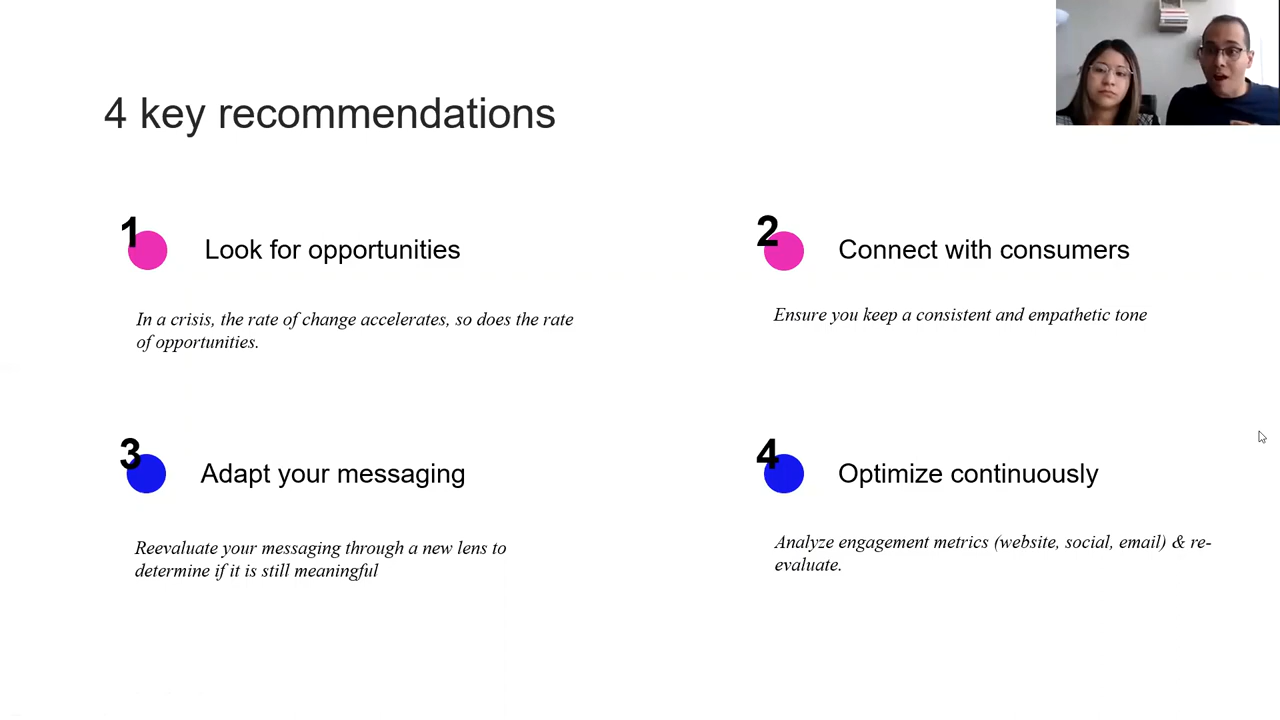 4 key recommendations
1
Look for opportunities
In a crisis, the rate of change accelerates, so does the rate
of opportunities.
2
Connect with consumers
Ensure you keep a consistent and empathetic tone
3
Adapt your messaging
Reevaluate your messaging through a new lens to
determine if it is still meaningful
4
Optimize continuously
Analyze engagement metrics (website, social, email) & re-
evaluate.